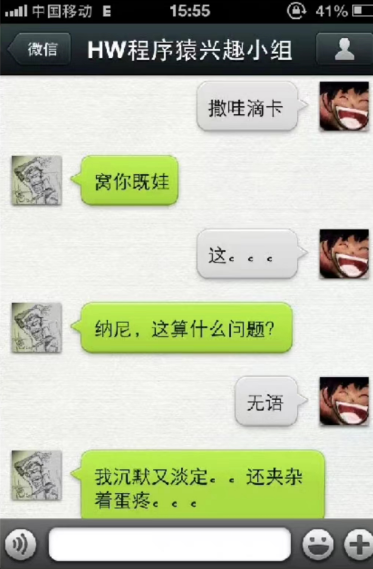 中国移动 E 15:55 41%
微信 HW程序猿兴趣小组
撒哇滴卡
窝你既娃
这。。。
纳尼，这算什么问题？
无语
我沉默又淡定。。还夹杂
着蛋疼。。。